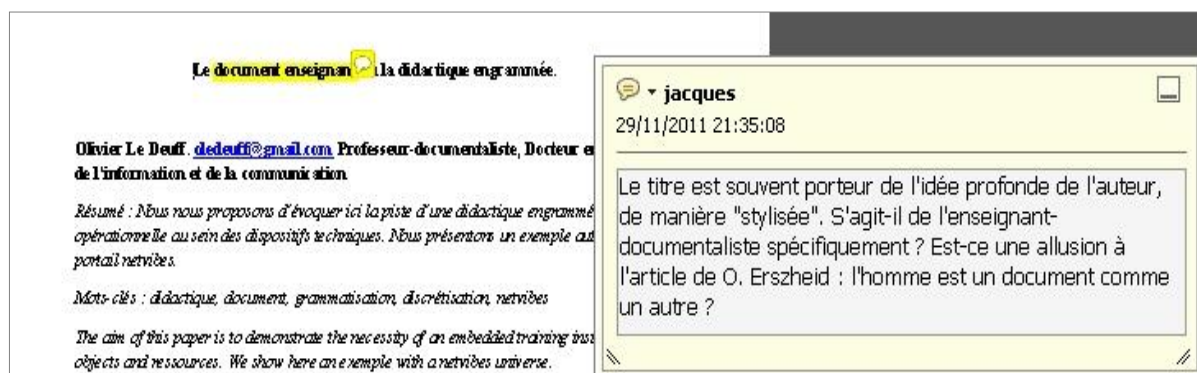 Le document enseignan la didactique engrammée.
Olivier Le Deuff. oledeuff@gmail.com Professeur-documentaliste, Docteur e
de l'information et de la communication
Résumé : Nous nous proposons d'évoquer ici la piste d'une didactique engrammé
opérationnelle au sein des dispositifs techniques. Nous présentons un exemple aut
portail netvibes.
Mots-clés : didactique, document, grammatisation, discrétisation, netvibes
The aim of this paper is to demonstrate the necessity of an embedded training inst
objects and ressources. We show here an exemple with a netvibes universe.
jacques
29/11/2011 21:35:08
Le titre est souvent porteur de l'idée profonde de l'auteur,
de manière "stylisée". S'agit-il de l'enseignant-
documentaliste spécifiquement ? Est-ce une allusion à
l'article de O. Erszheid : l'homme est un document comme
un autre ?